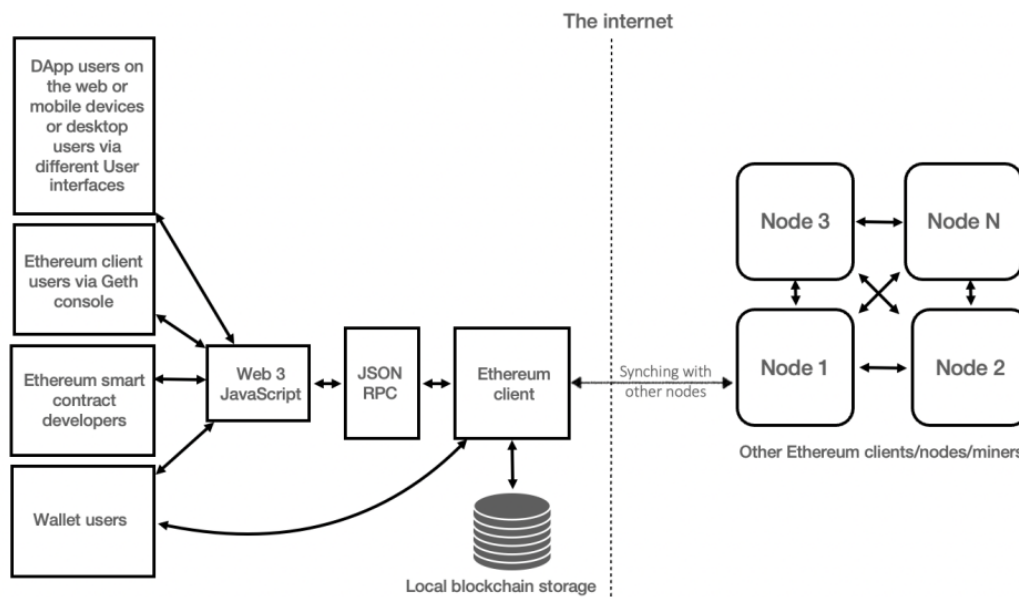 The internet
DApp users on
the web or
mobile devices
or desktop
users via
different User
interfaces
Ethereum client
users via Geth
console
Ethereum smart
contract
developers
Wallet users
Web 3
JavaScript
JSON
RPC
Ethereum
client
Local blockchain storage
Synching with
other nodes
Node 3
Node N
Node 1
Node 2
Other Ethereum clients/nodes/miners